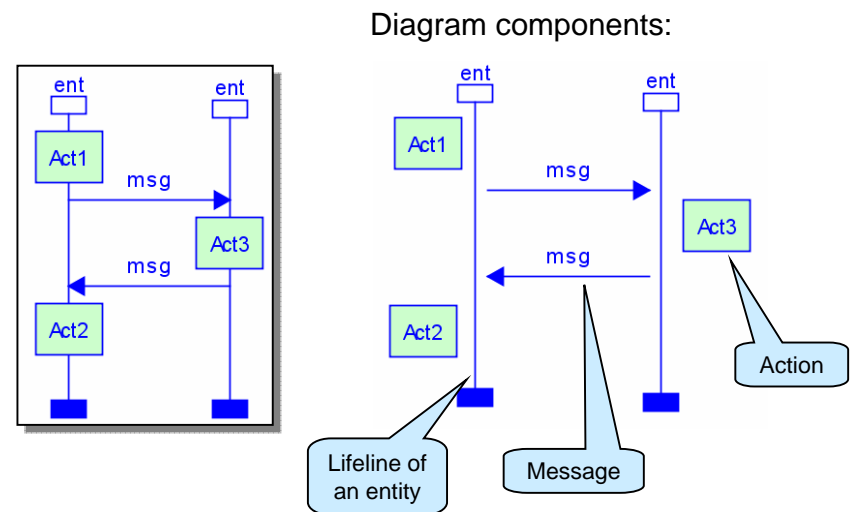 Diagram components:
ent
ent
Act1
msg
Act3
msg
Act2
ent
ent
Act1
msg
Act3
msg
Act2
Action
Lifeline of
an entity
Message